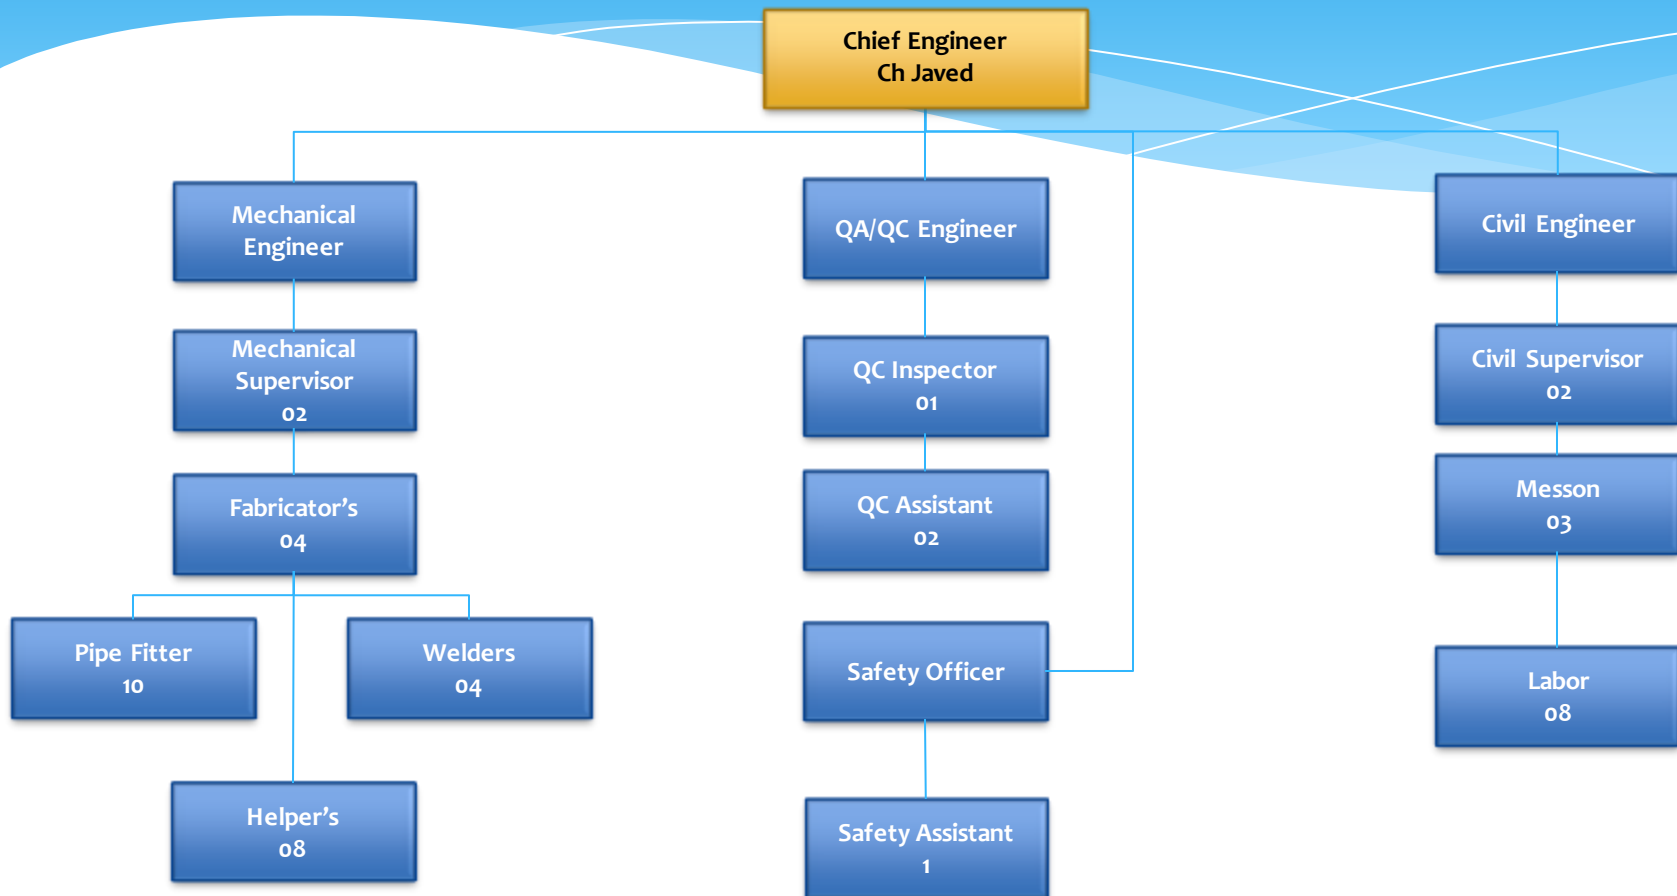 Chief Engineer
Ch Javed
Mechanical
Engineer
QA/QC Engineer
Civil Engineer
Mechanical
Supervisor
02
QC Inspector
01
Civil Supervisor
02
Fabricator’s
04
QC Assistant
02
Messon
03
Pipe Fitter
10
Welders
04
Safety Officer
Labor
08
Helper’s
08
Safety Assistant
1